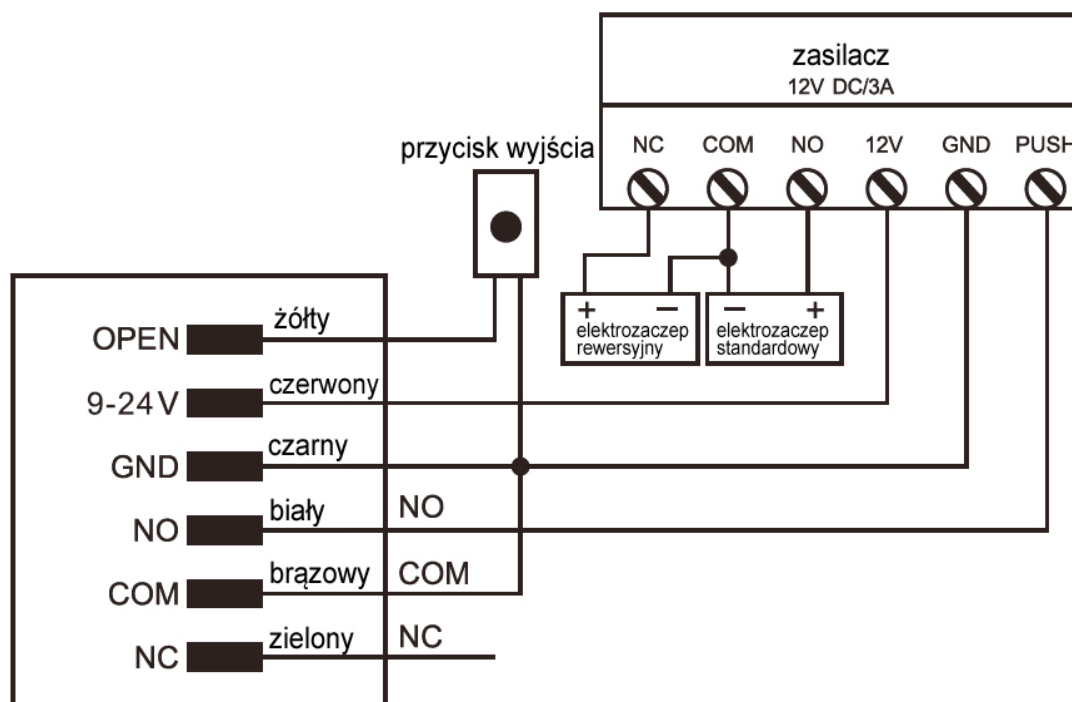 zasilacz
12V DC/3A
NC COM NO 12V GND PUSH
przycisk wyjścia
+ − − +
elektrozaczep
rewersyjny
elektrozaczep
standardowy
OPEN żółty
9-24V czerwony
GND czarny
NO biały NO
COM brązowy COM
NC zielony NC